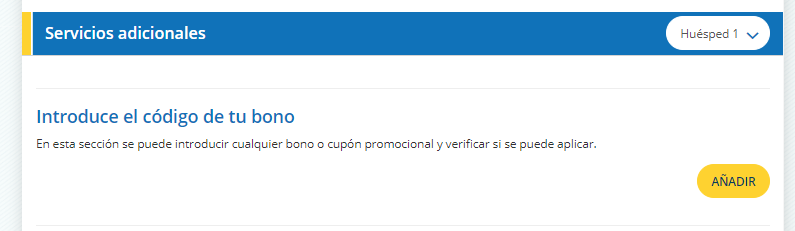 Servicios adicionales
Huésped 1
Introduce el código de tu bono
En esta sección se puede introducir cualquier bono o cupón promocional y verificar si se puede aplicar.
AÑADIR